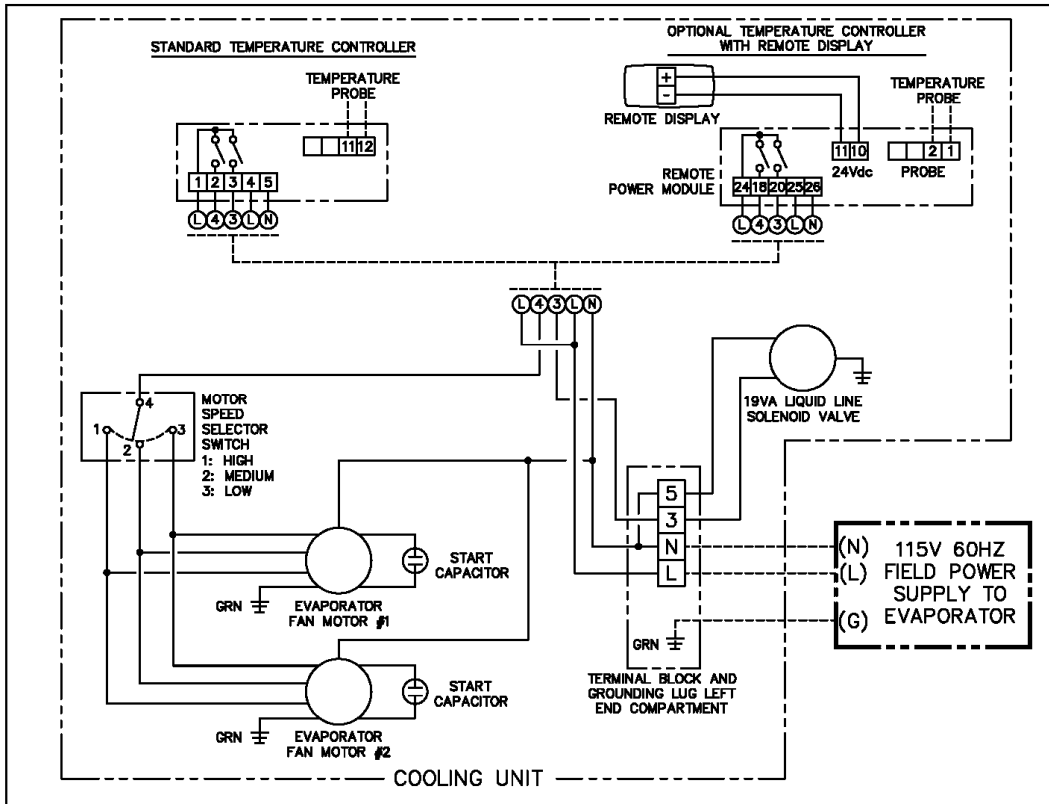 STANDARD TEMPERATURE CONTROLLER
TEMPERATURE
PROBE
11 12
1 2 3 4 5
L 4 3 L N
OPTIONAL TEMPERATURE CONTROLLER
WITH REMOTE DISPLAY
+
-
REMOTE DISPLAY
TEMPERATURE
PROBE
11 10
24Vdc
2 1
PROBE
REMOTE
POWER MODULE
24 18 20 25 26
L 4 3 L N
L 4 3 L N
19VA LIQUID LINE
SOLENOID VALVE
4
1
3
2
MOTOR
SPEED
SELECTOR
SWITCH
1: HIGH
2: MEDIUM
3: LOW
START
CAPACITOR
GRN
EVAPORATOR
FAN MOTOR #1
START
CAPACITOR
GRN
EVAPORATOR
FAN MOTOR #2
5
3
N
L
GRN
TERMINAL BLOCK AND
GROUNDING LUG LEFT
END COMPARTMENT
(N)
(L)
(G)
115V 60HZ
FIELD POWER
SUPPLY TO
EVAPORATOR
COOLING UNIT